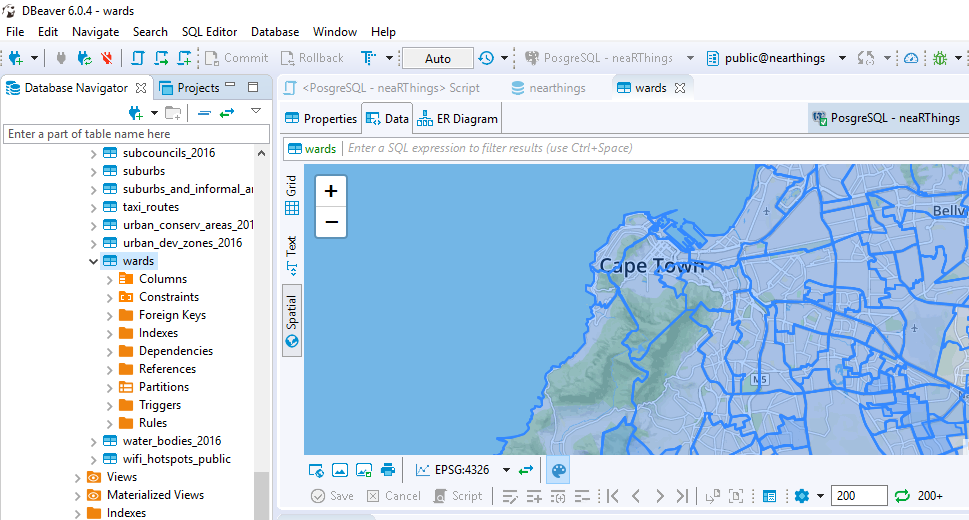 DBeaver 6.0.4 - wards
File Edit Navigate Search SQL Editor Database Window Help
Commit Rollback Auto PosgreSQL - neaRThings public@nearthings
Database Navigator Projects
<PosgreSQL - neaRThings> Script nearthings wards
Properties Data ER Diagram PosgreSQL - neaRThings
Enter a part of table name here
wards Enter a SQL expression to filter results (use Ctrl+Space)
subcouncils_2016
suburbs
suburbs_and_informal_ar
taxi_routes
urban_conserv_areas_201
urban_dev_zones_2016
wards
Columns
Constraints
Foreign Keys
Indexes
Dependencies
References
Partitions
Triggers
Rules
water_bodies_2016
wifi_hotspots_public
Views
Materialized Views
Indexes
Grid
Text
Spatial
+
−
Cape Town
Bellv
M5
EPSG:4326
Save Cancel Script 200 200+